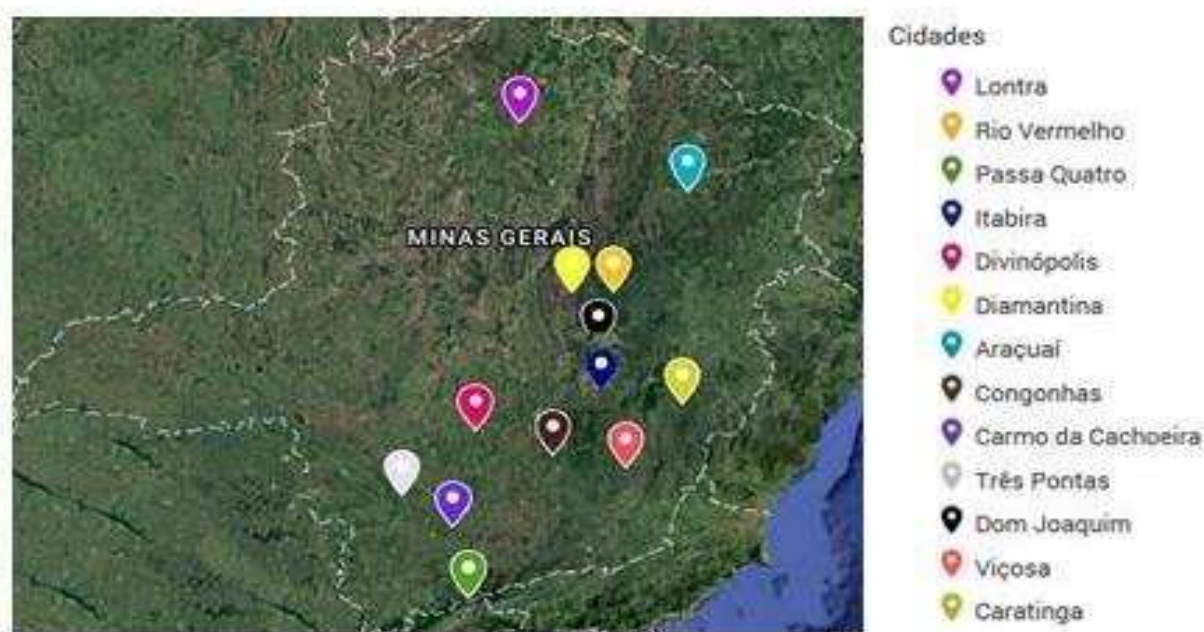 Cidades
Lontra
Rio Vermelho
Passa Quatro
MINAS GERAIS
Itabira
Divinópolis
Diamantina
Araçuaí
Congonhas
Carmo da Cachoeira
Três Pontas
Dom Joaquim
Viçosa
Caratinga